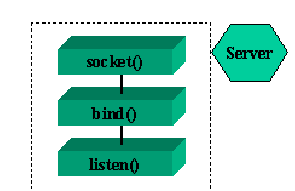 Server
socket()
bind()
listen()